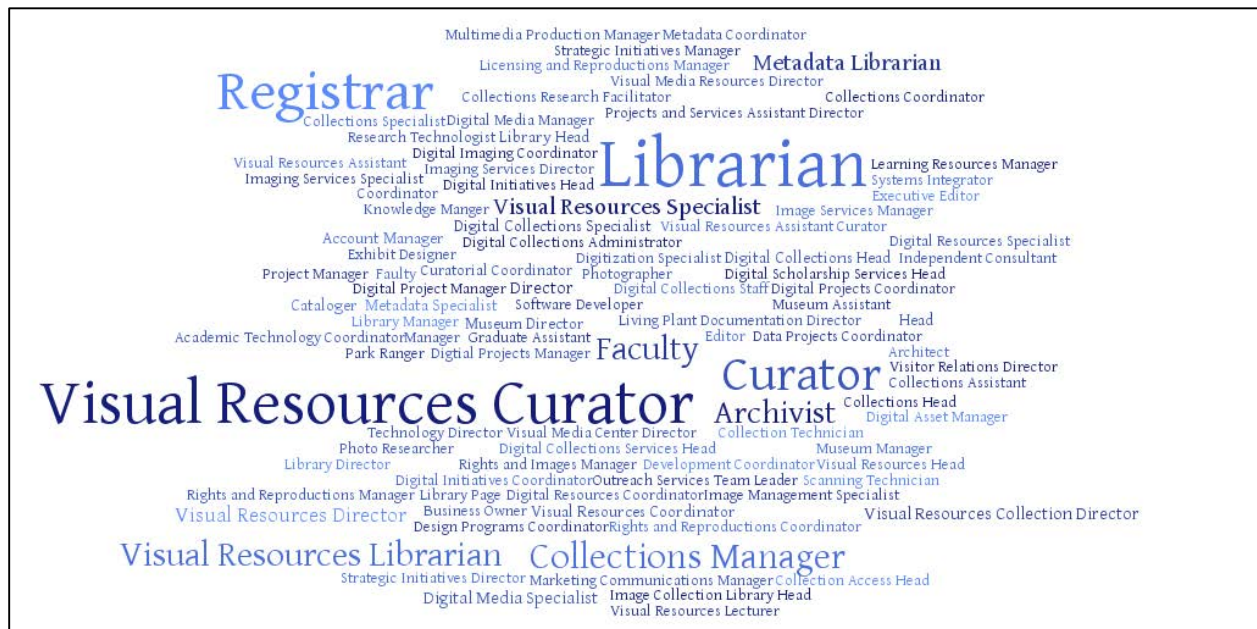 Multimedia Production Manager Metadata Coordinator
Strategic Initiatives Manager
Licensing and Reproductions Manager Metadata Librarian
Visual Media Resources Director
Registrar Collections Research Facilitator Collections Coordinator
Projects and Services Assistant Director
Collections Specialist Digital Media Manager
Research Technologist Library Head
Digital Imaging Coordinator Librarian
Visual Resources Assistant Imaging Services Director Learning Resources Manager
Imaging Services Specialist Digital Initiatives Head Systems Integrator
Coordinator Executive Editor
Knowledge Manger Visual Resources Specialist Image Services Manager
Digital Collections Specialist Visual Resources Assistant Curator
Account Manager Digital Collections Administrator Digital Resources Specialist
Exhibit Designer Digitization Specialist Digital Collections Head Independent Consultant
Project Manager Faulty Curatorial Coordinator Photographer Digital Scholarship Services Head
Digital Project Manager Director Digital Collections Staff Digital Projects Coordinator
Cataloger Metadata Specialist Software Developer Museum Assistant
Library Manager Museum Director Living Plant Documentation Director Head
Academic Technology Coordinator Manager Graduate Assistant Faculty Editor Data Projects Coordinator
Park Ranger Digtial Projects Manager Architect
Curator Visitor Relations Director
Collections Assistant
Visual Resources Curator Archivist Collections Head
Digital Asset Manager
Technology Director Visual Media Center Director Collection Technician
Photo Researcher Digital Collections Services Head Museum Manager
Library Director Rights and Images Manager Development Coordinator Visual Resources Head
Digital Initiatives Coordinator Outreach Services Team Leader Scanning Technician
Rights and Reproductions Manager Library Page Digital Resources Coordinator Image Management Specialist
Visual Resources Director Business Owner Visual Resources Coordinator Visual Resources Collection Director
Design Programs Coordinator Rights and Reproductions Coordinator
Visual Resources Librarian Collections Manager
Strategic Initiatives Director Marketing Communications Manager Collection Access Head
Digital Media Specialist Image Collection Library Head
Visual Resources Lecturer